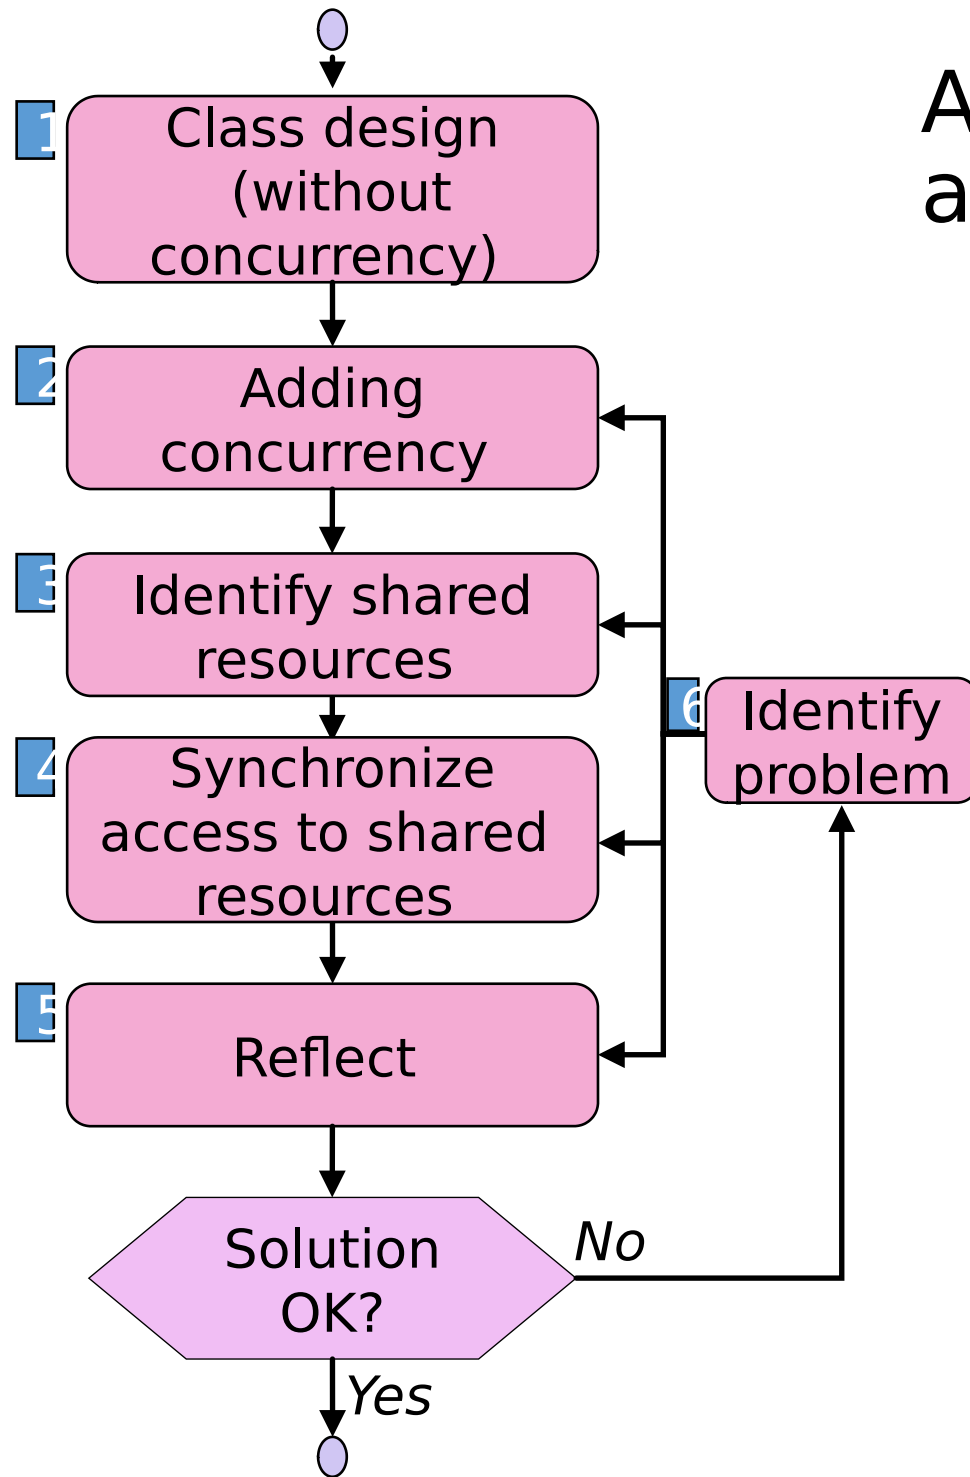 1
Class design
(without
concurrency)
2
Adding
concurrency
3
Identify shared
resources
4
Synchronize
access to shared
resources
5
Reflect
6
Identify
problem
Solution
OK?
No
Yes